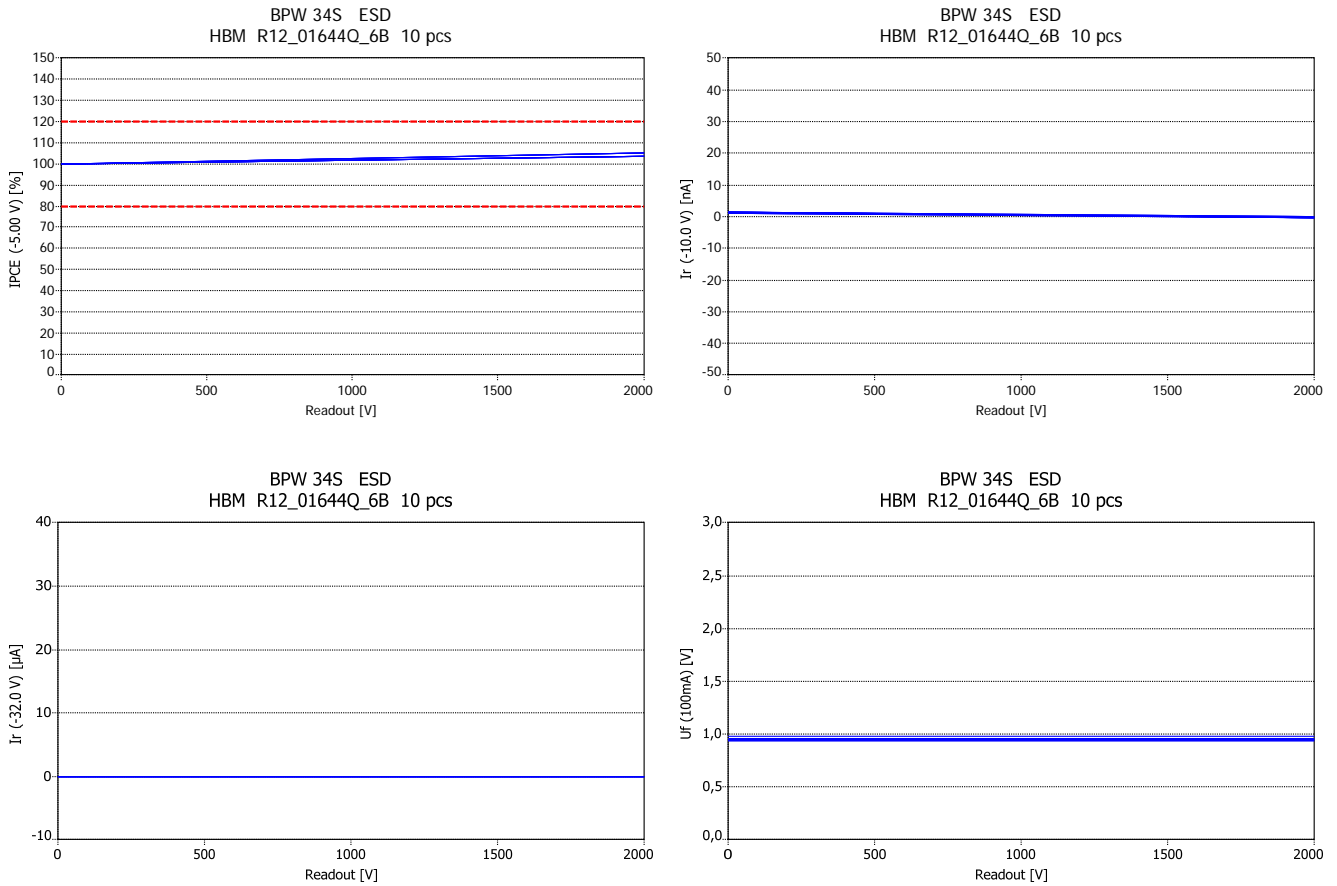 BPW 34S ESD
HBM R12_01644Q_6B 10 pcs
150
140
130
120
110
100
90
80
70
60
50
40
30
20
10
0
IPCE (-5.00 V) [%]
0 500 1000 1500 2000
Readout [V]
BPW 34S ESD
HBM R12_01644Q_6B 10 pcs
50
40
30
20
10
0
-10
-20
-30
-40
-50
Ir (-10.0 V) [nA]
0 500 1000 1500 2000
Readout [V]
BPW 34S ESD
HBM R12_01644Q_6B 10 pcs
40
30
20
10
0
-10
Ir (-32.0 V) [µA]
0 500 1000 1500 2000
Readout [V]
BPW 34S ESD
HBM R12_01644Q_6B 10 pcs
3,0
2,5
2,0
1,5
1,0
0,5
0,0
Uf (100mA) [V]
0 500 1000 1500 2000
Readout [V]